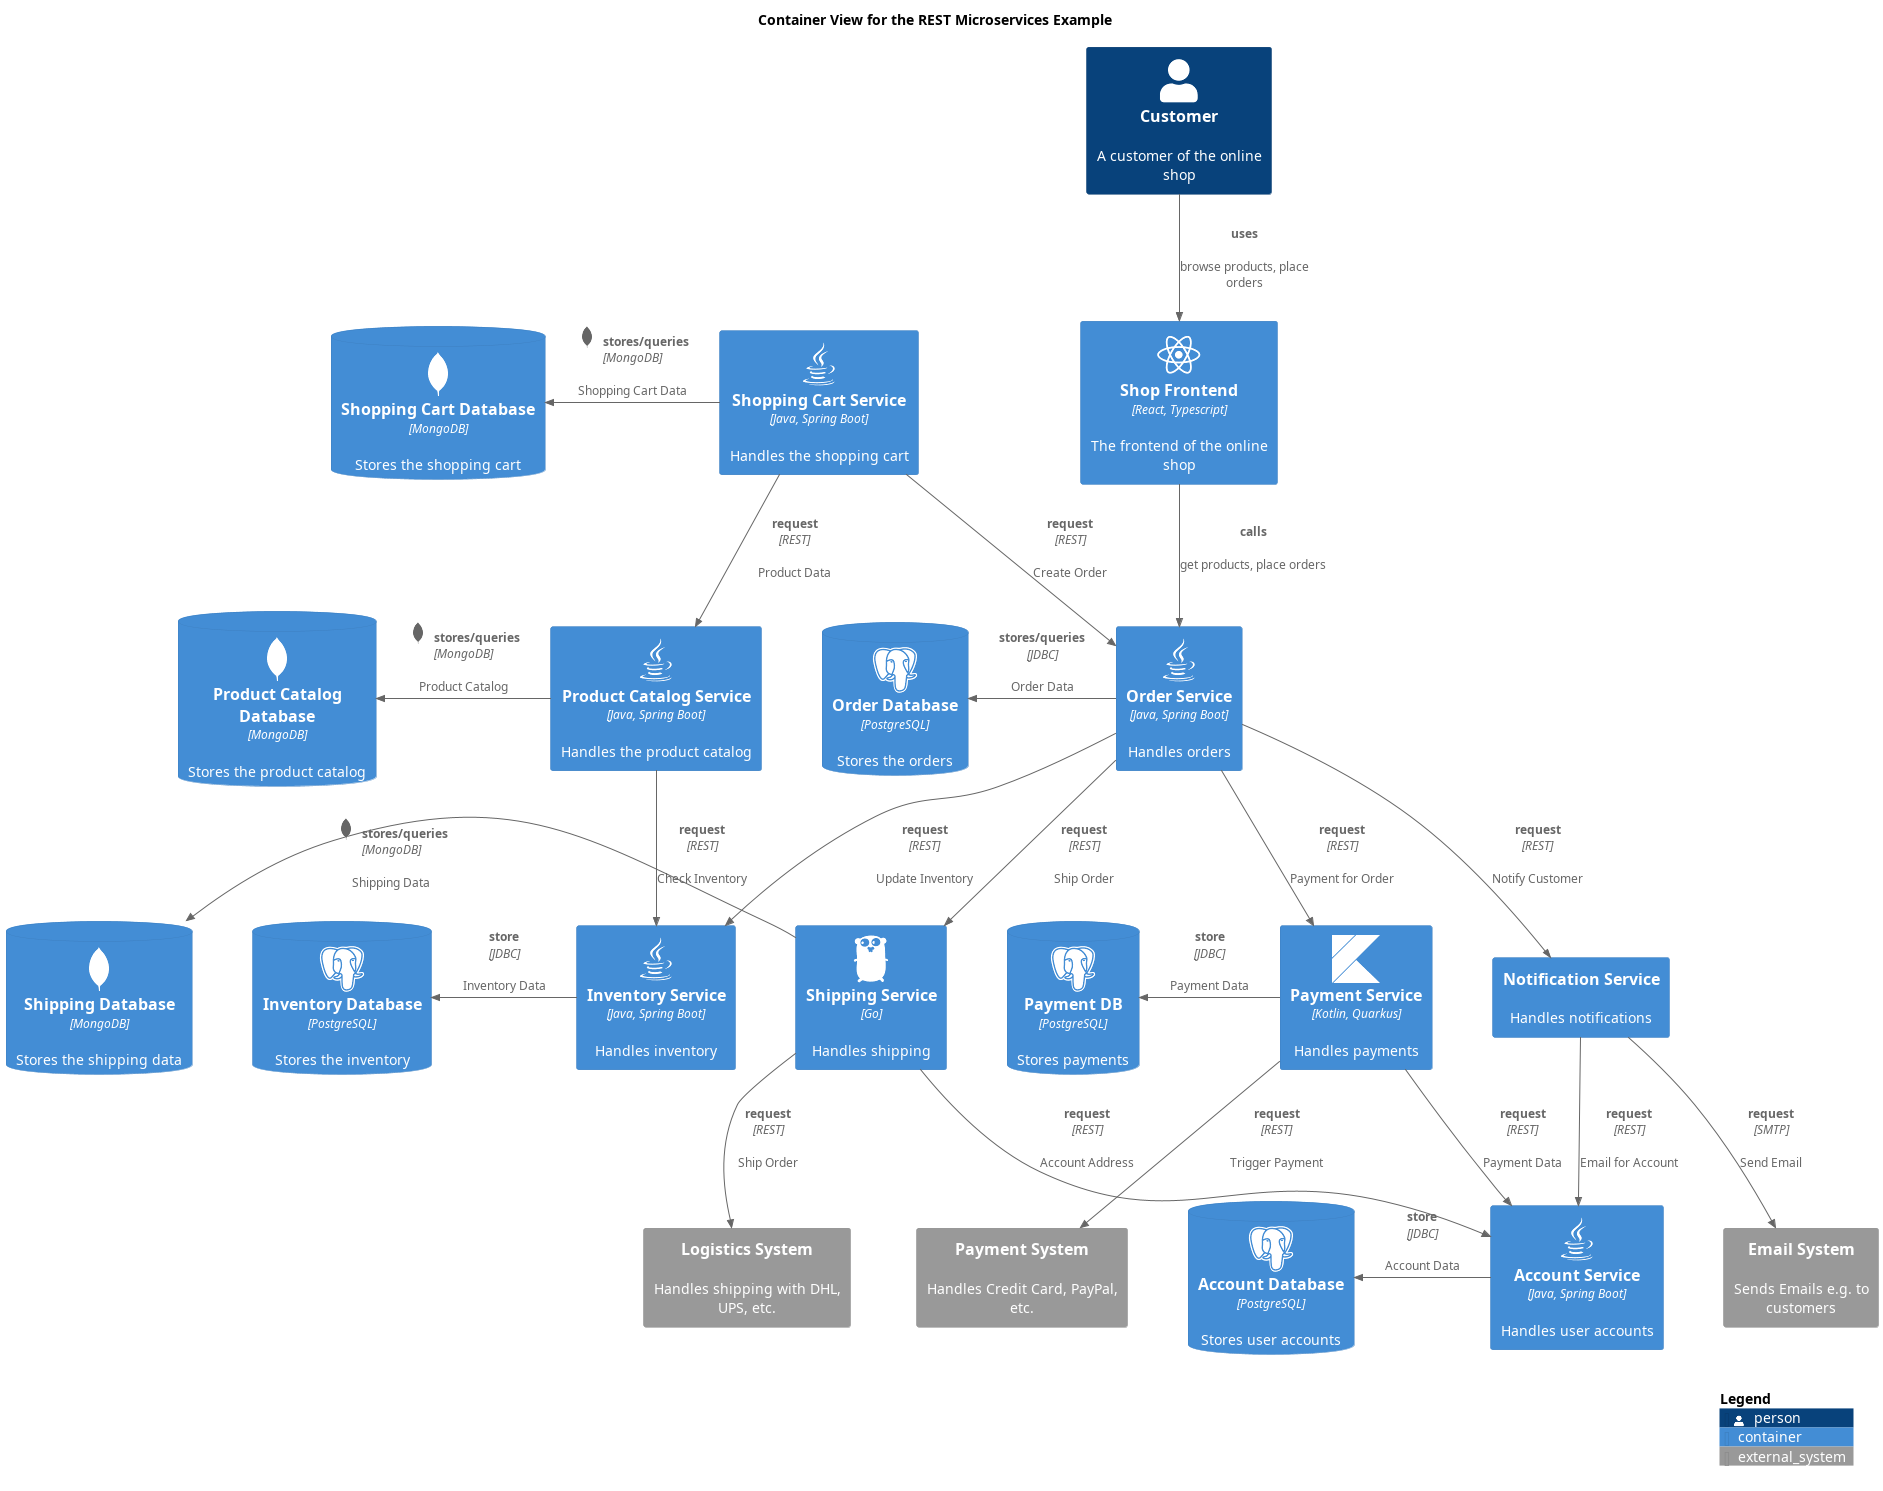 Container View for the REST Microservices Example
Customer
A customer of the online
shop
uses
browse products, place
orders
Shopping Cart Database
[MongoDB]
Stores the shopping cart
stores/queries
[MongoDB]
Shopping Cart Data
Shopping Cart Service
[Java, Spring Boot]
Handles the shopping cart
Shop Frontend
[React, Typescript]
The frontend of the online
shop
request
[REST]
Product Data
request
[REST]
Create Order
calls
get products, place orders
Product Catalog
Database
[MongoDB]
Stores the product catalog
stores/queries
[MongoDB]
Product Catalog
Product Catalog Service
[Java, Spring Boot]
Handles the product catalog
Order Database
[PostgreSQL]
Stores the orders
stores/queries
[JDBC]
Order Data
Order Service
[Java, Spring Boot]
Handles orders
stores/queries
[MongoDB]
Shipping Data
request
[REST]
Check Inventory
request
[REST]
Update Inventory
request
[REST]
Ship Order
request
[REST]
Payment for Order
request
[REST]
Notify Customer
Shipping Database
[MongoDB]
Stores the shipping data
Inventory Database
[PostgreSQL]
Stores the inventory
store
[JDBC]
Inventory Data
Inventory Service
[Java, Spring Boot]
Handles inventory
Shipping Service
[Go]
Handles shipping
Payment DB
[PostgreSQL]
Stores payments
store
[JDBC]
Payment Data
Payment Service
[Kotlin, Quarkus]
Handles payments
Notification Service
Handles notifications
request
[REST]
Ship Order
request
[REST]
Account Address
request
[REST]
Trigger Payment
request
[REST]
Payment Data
request
[REST]
Email for Account
request
[SMTP]
Send Email
Logistics System
Handles shipping with DHL,
UPS, etc.
Payment System
Handles Credit Card, PayPal,
etc.
Account Database
[PostgreSQL]
Stores user accounts
store
[JDBC]
Account Data
Account Service
[Java, Spring Boot]
Handles user accounts
Email System
Sends Emails e.g. to
customers
Legend
person
container
external_system